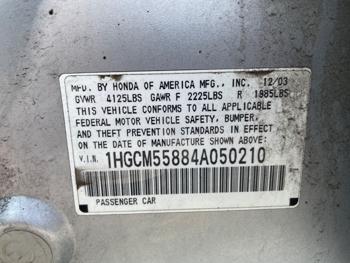 MFD. BY HONDA OF AMERICA MFG., INC. 12/03
GVWR 4125LBS GAWR F 2225LBS R 1985LBS
THIS VEHICLE CONFORMS TO ALL APPLICABLE
FEDERAL MOTOR VEHICLE SAFETY, BUMPER,
AND THEFT PREVENTION STANDARDS IN EFFECT
ON THE DATE OF MANUFACTURE SHOWN ABOVE.
V.I.N. 1HGCM55884A050210
PASSENGER CAR